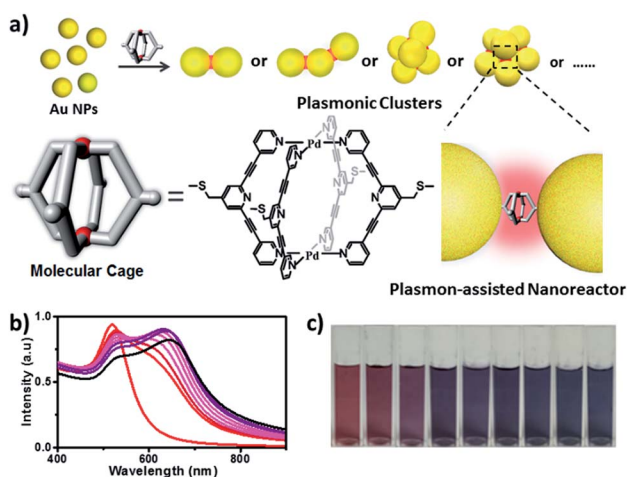 a)
or
or
or
or ......
Au NPs
Plasmonic Clusters
Molecular Cage
=
Pd
N
N
N
N
S
S
S
N
N
N
N
N
N
N
N
Pd
Plasmon-assisted Nanoreactor
b)
Intensity (a.u)
1.0
0.5
0.0
400
600
800
Wavelength (nm)
c)